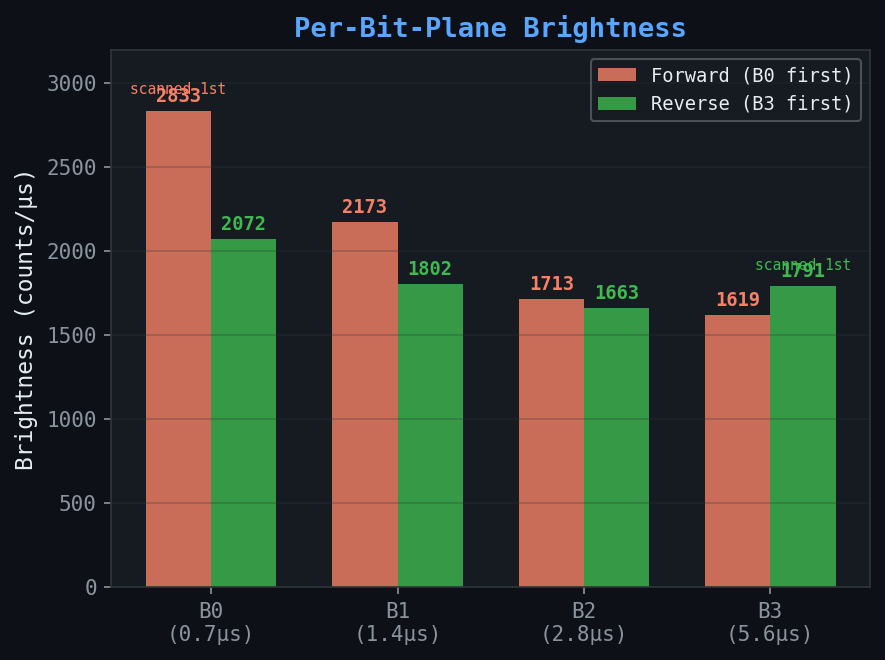 Per-Bit-Plane Brightness
Forward (B0 first)
Reverse (B3 first)
Brightness (counts/µs)
3000
2500
2000
1500
1000
500
0
scanned 1st
2833
2072
2173
1802
1713
1663
1619
scanned 1st
1791
B0
(0.7µs)
B1
(1.4µs)
B2
(2.8µs)
B3
(5.6µs)